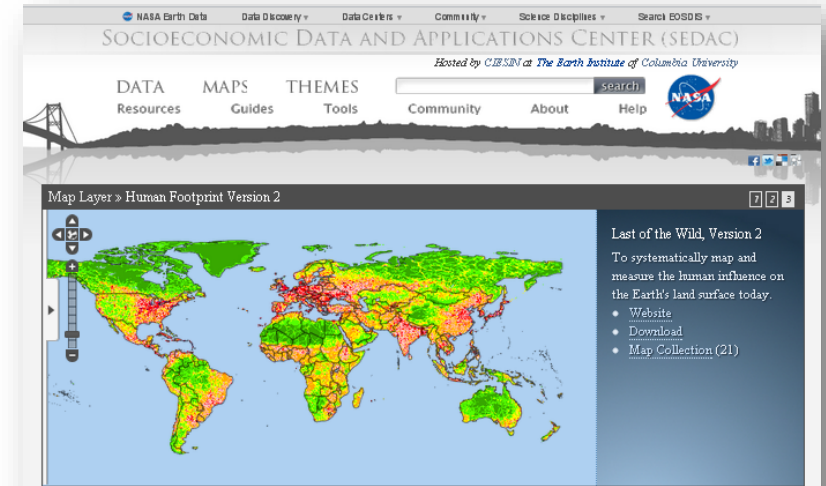 NASA Earth Data Data Discovery Data Centers Community Science Disciplines Search EOSDIS
SOCIOECONOMIC DATA AND APPLICATIONS CENTER (SEDAC)
Hosted by CIESIN at The Earth Institute of Columbia University
DATA MAPS THEMES search
NASA
Resources Guides Tools Community About Help
Map Layer » Human Footprint Version 2 1 2 3
Last of the Wild, Version 2
To systematically map and
measure the human influence on
the Earth's land surface today.
Website
Download
Map Collection (21)